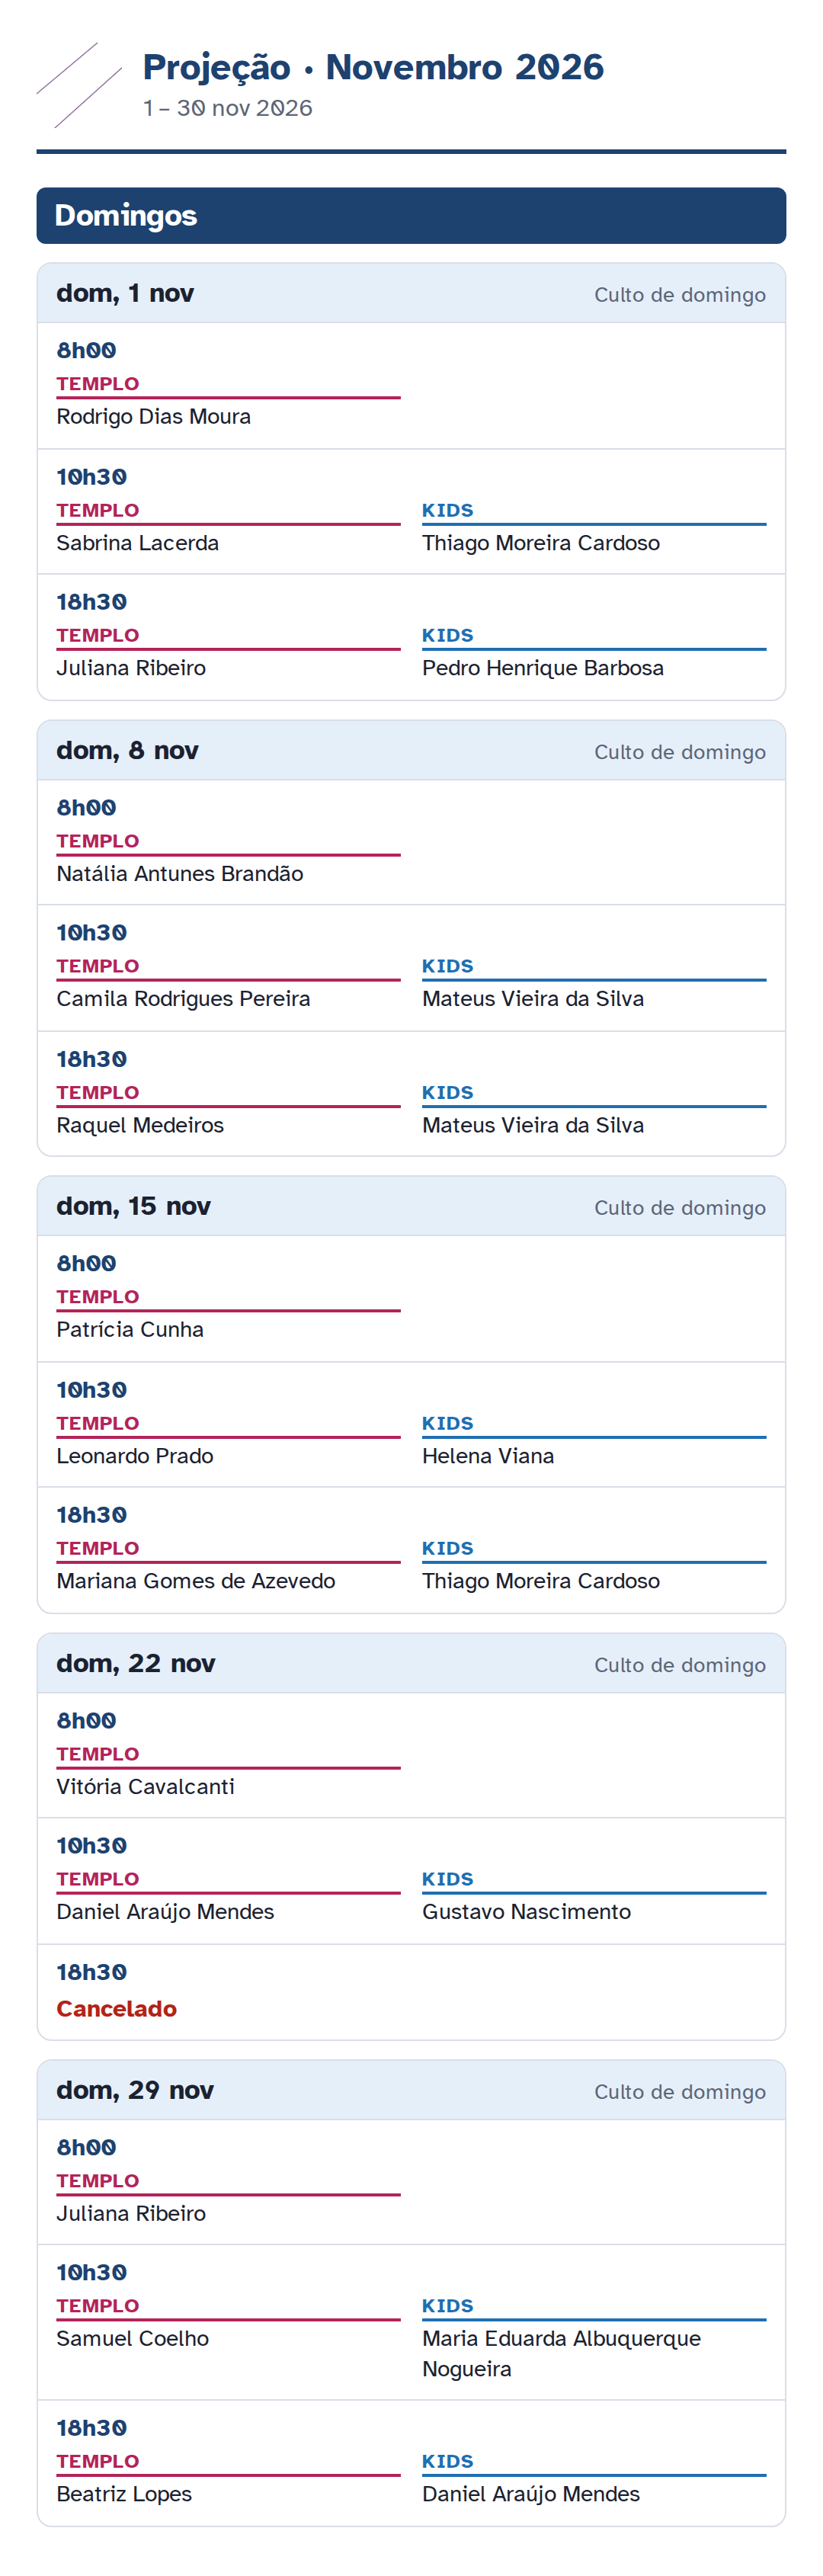 Projeção • Novembro 2026
1 – 30 nov 2026
Domingos
dom, 1 nov
Culto de domingo
8h00
TEMPLO
Rodrigo Dias Moura
10h30
TEMPLO
Sabrina Lacerda
KIDS
Thiago Moreira Cardoso
18h30
TEMPLO
Juliana Ribeiro
KIDS
Pedro Henrique Barbosa
dom, 8 nov
Culto de domingo
8h00
TEMPLO
Natália Antunes Brandão
10h30
TEMPLO
Camila Rodrigues Pereira
KIDS
Mateus Vieira da Silva
18h30
TEMPLO
Raquel Medeiros
KIDS
Mateus Vieira da Silva
dom, 15 nov
Culto de domingo
8h00
TEMPLO
Patrícia Cunha
10h30
TEMPLO
Leonardo Prado
KIDS
Helena Viana
18h30
TEMPLO
Mariana Gomes de Azevedo
KIDS
Thiago Moreira Cardoso
dom, 22 nov
Culto de domingo
8h00
TEMPLO
Vitória Cavalcanti
10h30
TEMPLO
Daniel Araújo Mendes
KIDS
Gustavo Nascimento
18h30
Cancelado
dom, 29 nov
Culto de domingo
8h00
TEMPLO
Juliana Ribeiro
10h30
TEMPLO
Samuel Coelho
KIDS
Maria Eduarda Albuquerque
Nogueira
18h30
TEMPLO
Beatriz Lopes
KIDS
Daniel Araújo Mendes